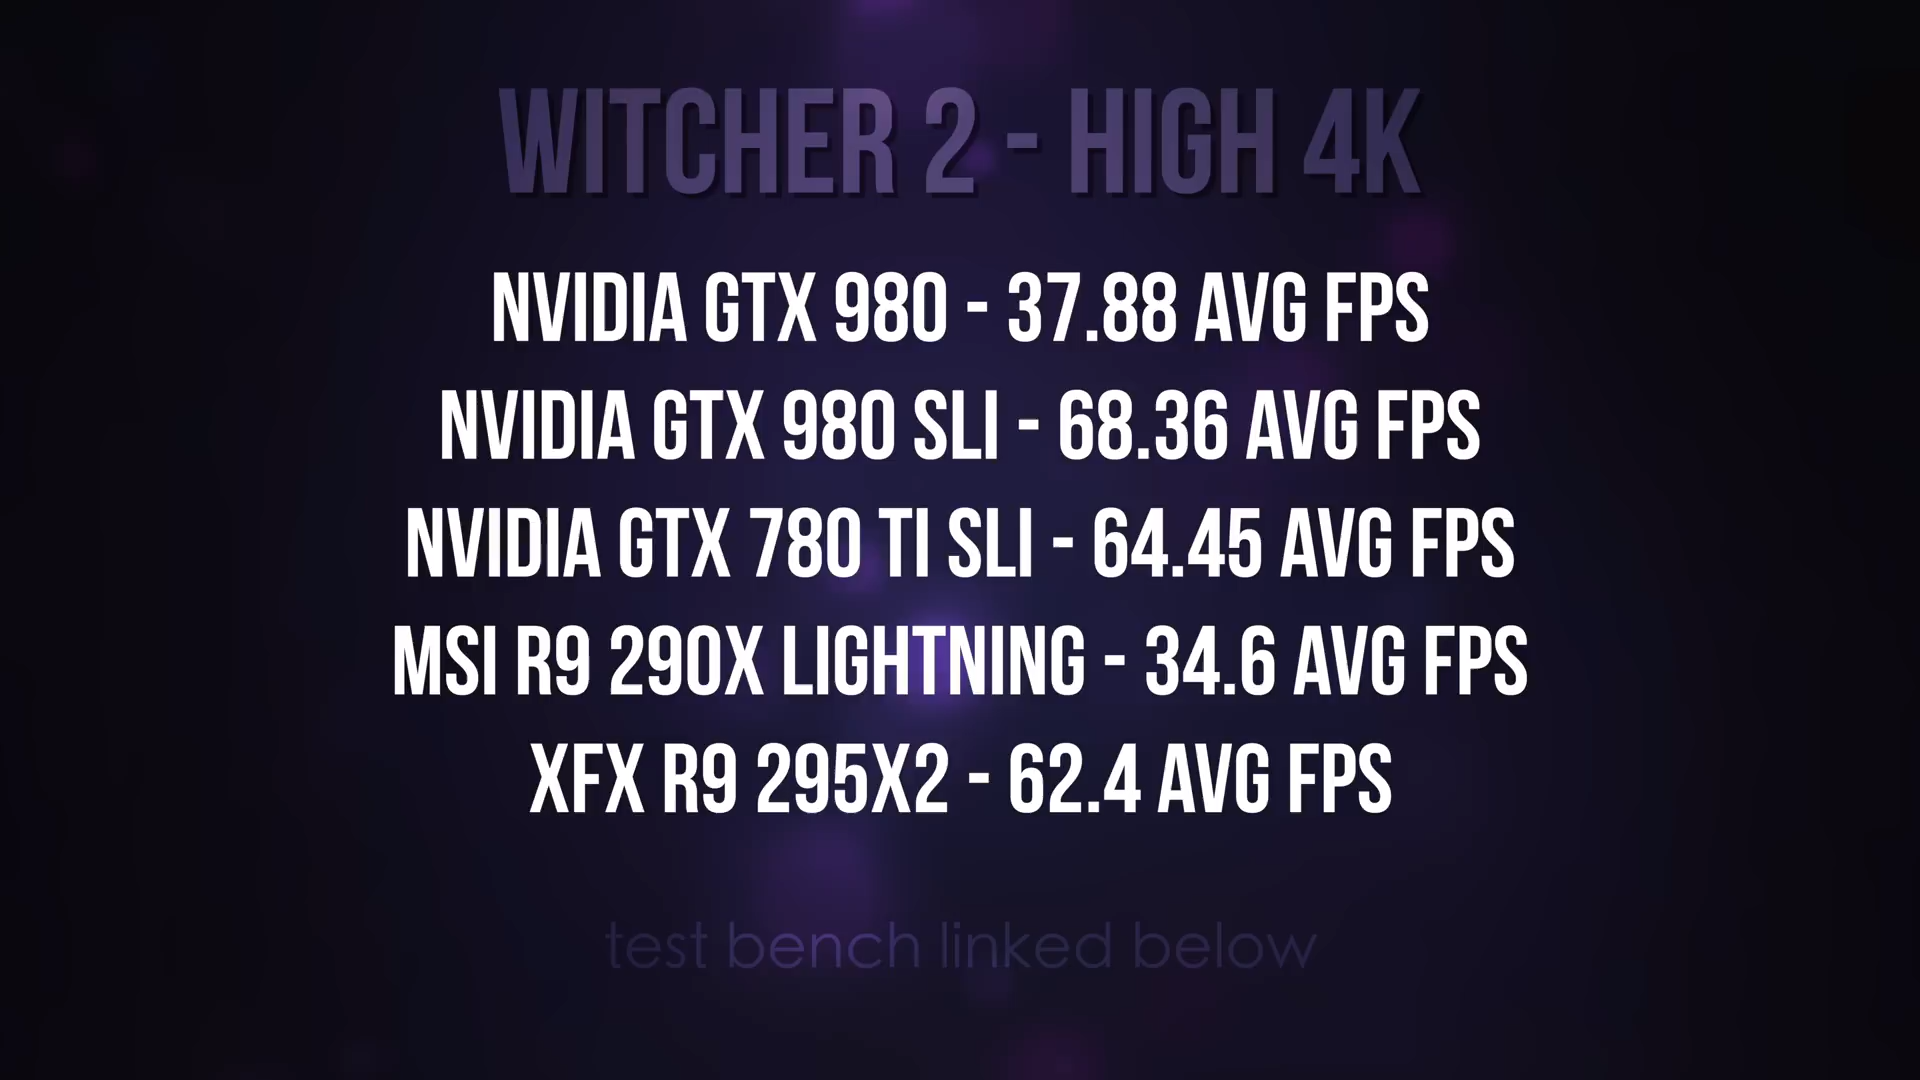 WITCHER 2 - HIGH 4K
NVIDIA GTX 980 - 37.88 AVG FPS
NVIDIA GTX 980 SLI - 68.36 AVG FPS
NVIDIA GTX 780 TI SLI - 64.45 AVG FPS
MSI R9 290X LIGHTNING - 34.6 AVG FPS
XFX R9 295X2 - 62.4 AVG FPS
test bench linked below